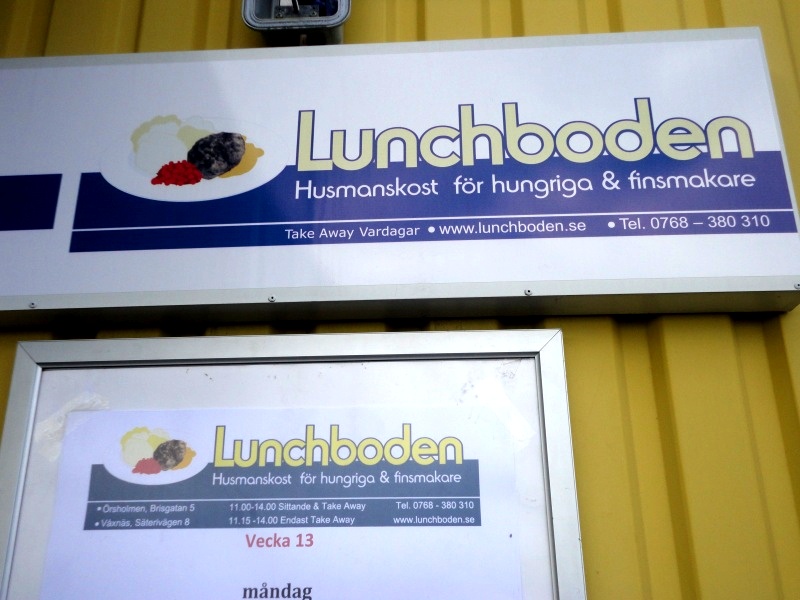 Lunchboden
Husmanskost för hungriga & finsmakare
Take Away Vardagar • www.lunchboden.se • Tel. 0768 – 380 310
Lunchboden
Husmanskost för hungriga & finsmakare
• Örsholmen, Brisgatan 5 11.00-14.00 Sittande & Take Away Tel. 0768 - 380 310
• Våxnäs, Säterivägen 8 11.15 -14.00 Endast Take Away www.lunchboden.se
Vecka 13
måndag